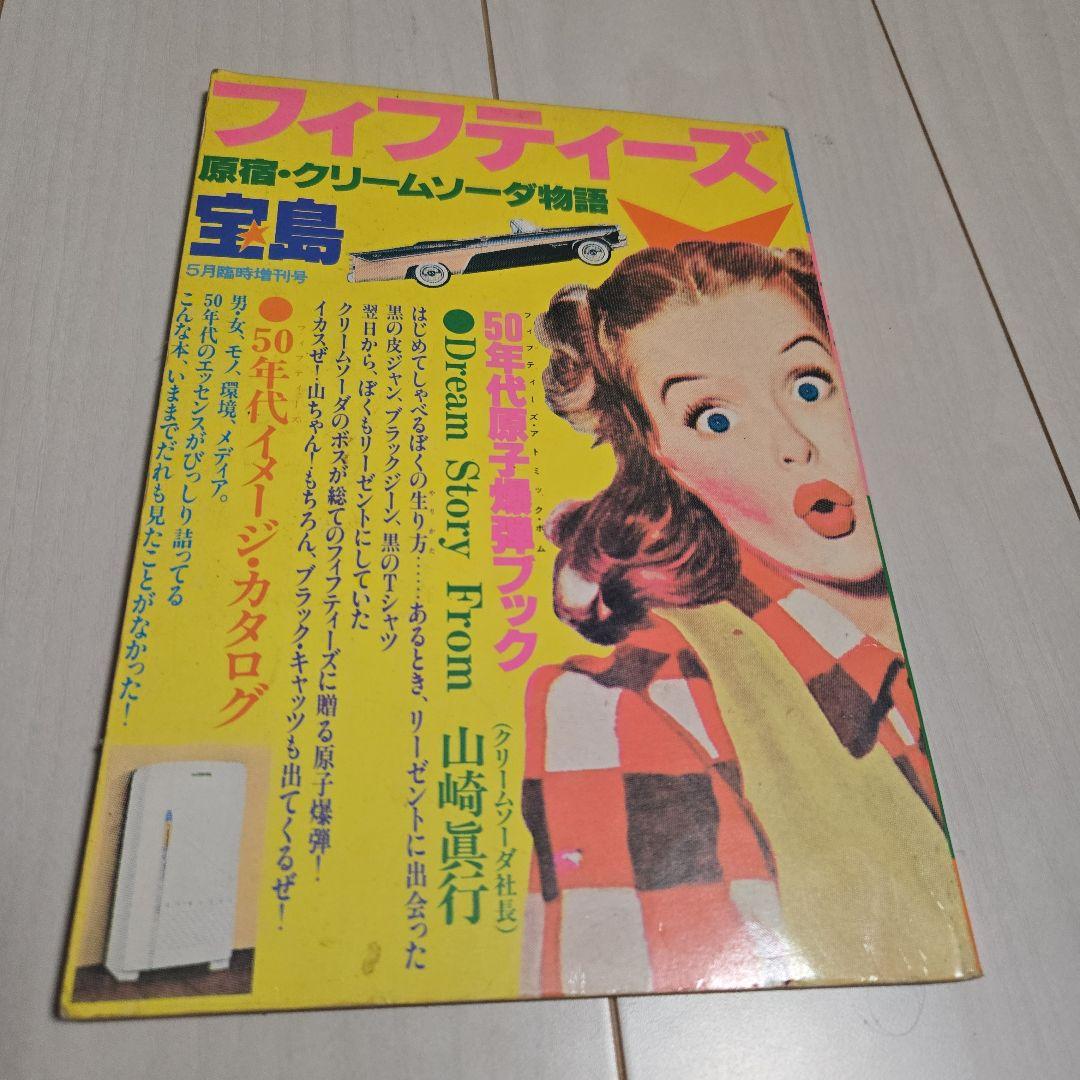 フィフティーズ
原宿・クリームソーダ物語
宝島
5月臨時増刊号
フィフティーズ・アトミック・ボム
50年代原子爆弾ブック
●Dream Story From 山崎眞行
(クリームソーダ社長)
はじめてしゃべるぼくの生り方……あるとき、リーゼントに出会った
やりかた
黒の皮ジャン、ブラックジーン、黒のTシャツ
翌日から、ぼくもリーゼントにしていた
クリームソーダのボスが総てのフィフティーズに贈る原子爆弾!
イカスぜ!山ちゃん!もちろん、ブラック・キャッツも出てくるぜ!
フィフティーズ
●50年代イメージ・カタログ
男・女、モノ、環境、メディア。
50年代のエッセンスがびっしり詰ってる
こんな本、いままでだれも見たことがなかった!